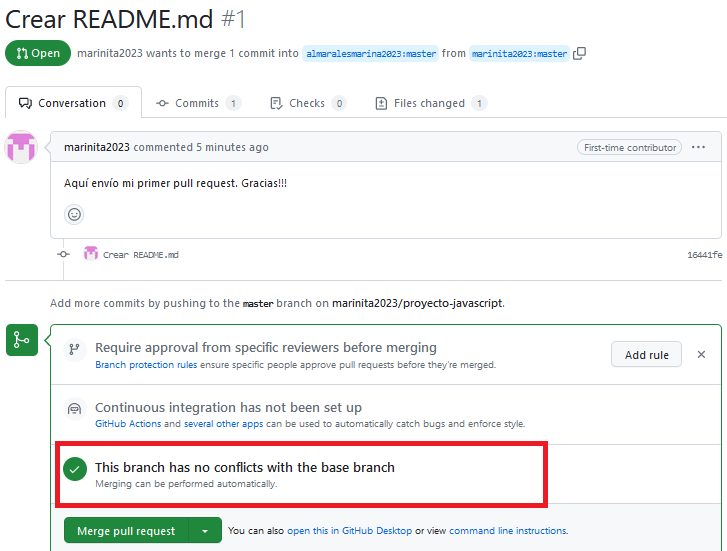 Crear README.md #1
Open marinita2023 wants to merge 1 commit into almaralesmarina2023:master from marinita2023:master
Conversation 0 Commits 1 Checks 0 Files changed 1
marinita2023 commented 5 minutes ago First-time contributor
Aquí envío mi primer pull request. Gracias!!!
Crear README.md 16441fe
Add more commits by pushing to the master branch on marinita2023/proyecto-javascript.
Require approval from specific reviewers before merging
Branch protection rules ensure specific people approve pull requests before they're merged.
Add rule
Continuous integration has not been set up
GitHub Actions and several other apps can be used to automatically catch bugs and enforce style.
This branch has no conflicts with the base branch
Merging can be performed automatically.
Merge pull request You can also open this in GitHub Desktop or view command line instructions.